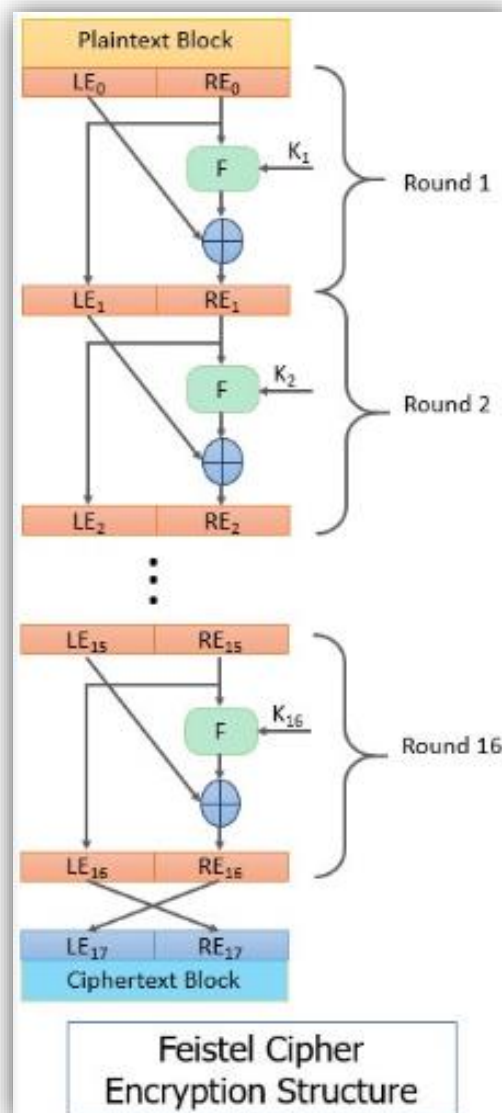 Plaintext Block
LE₀ RE₀
F
K₁
Round 1
LE₁ RE₁
F
K₂
Round 2
LE₂ RE₂
LE₁₅ RE₁₅
F
K₁₆
Round 16
LE₁₆ RE₁₆
LE₁₇ RE₁₇
Ciphertext Block
Feistel Cipher
Encryption Structure